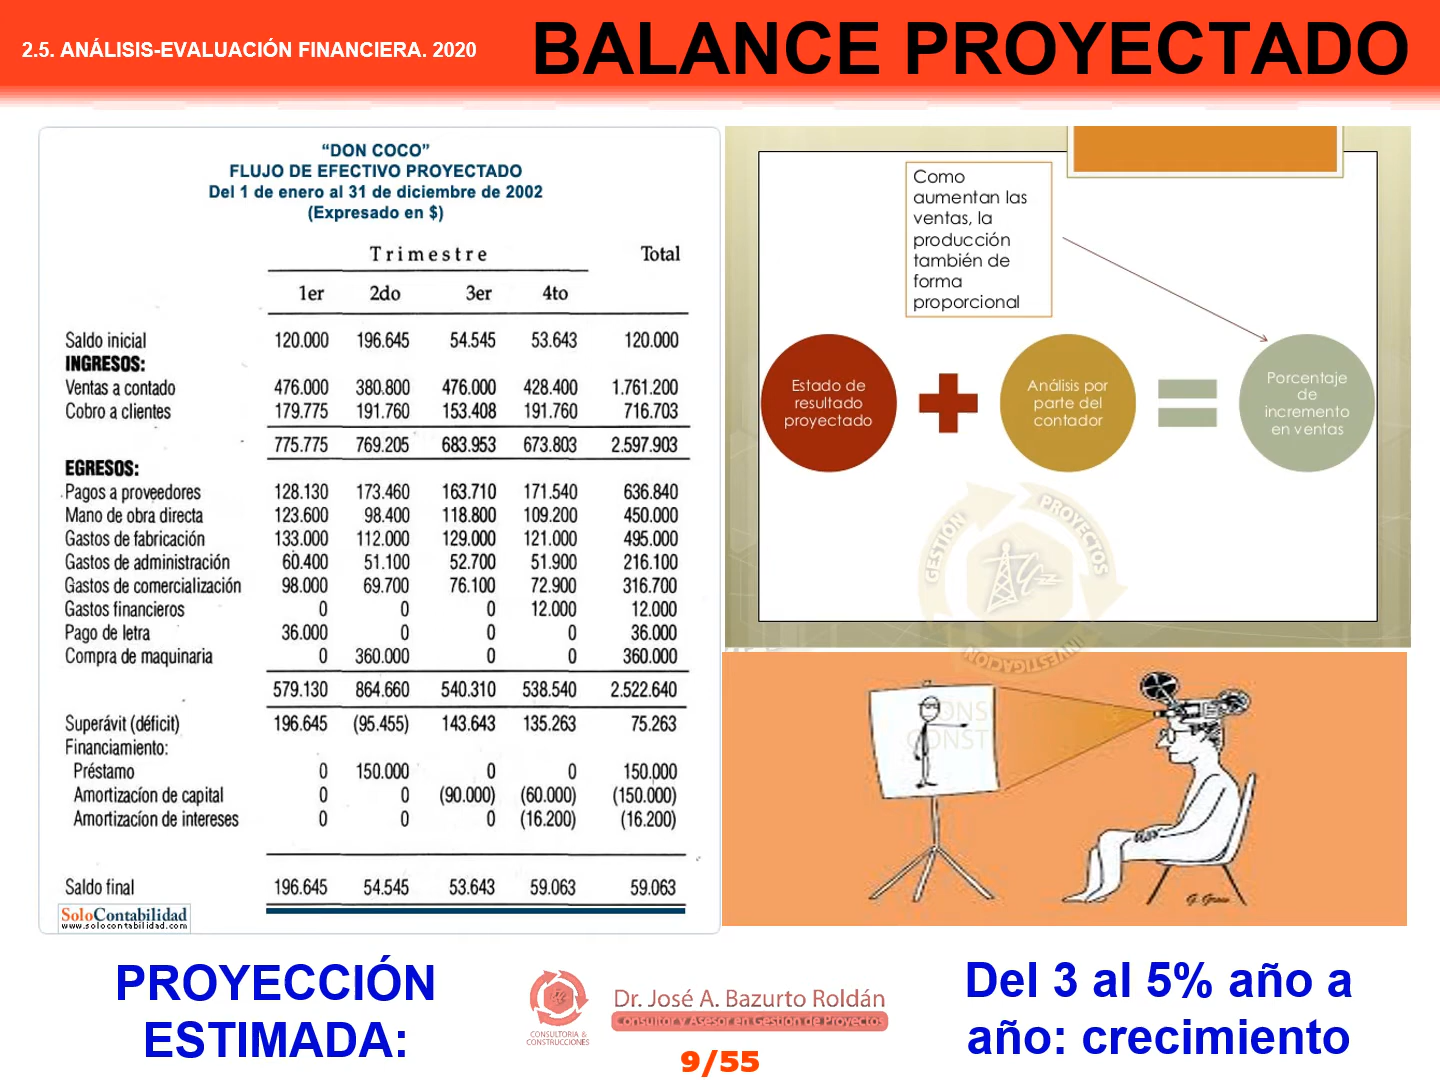 2.5. ANÁLISIS-EVALUACIÓN FINANCIERA. 2020
BALANCE PROYECTADO
“DON COCO”
FLUJO DE EFECTIVO PROYECTADO
Del 1 de enero al 31 de diciembre de 2002
(Expresado en $)
Trimestre Total
1er 2do 3er 4to
Saldo inicial 120.000 196.645 54.545 53.643 120.000
INGRESOS:
Ventas a contado 476.000 380.800 476.000 428.400 1.761.200
Cobro a clientes 179.775 191.760 153.408 191.760 716.703
775.775 769.205 683.953 673.803 2.597.903
EGRESOS:
Pagos a proveedores 128.130 173.460 163.710 171.540 636.840
Mano de obra directa 123.600 98.400 118.800 109.200 450.000
Gastos de fabricación 133.000 112.000 129.000 121.000 495.000
Gastos de administración 60.400 51.100 52.700 51.900 216.100
Gastos de comercialización 98.000 69.700 76.100 72.900 316.700
Gastos financieros 0 0 0 12.000 12.000
Pago de letra 36.000 0 0 0 36.000
Compra de maquinaria 0 360.000 0 0 360.000
579.130 864.660 540.310 538.540 2.522.640
Superávit (déficit) 196.645 (95.455) 143.643 135.263 75.263
Financiamiento:
Préstamo 0 150.000 0 0 150.000
Amortizacíon de capital 0 0 (90.000) (60.000) (150.000)
Amortizacíon de intereses 0 0 0 (16.200) (16.200)
Saldo final 196.645 54.545 53.643 59.063 59.063
SoloContabilidad
www.solocontabilidad.com
Como
aumentan las
ventas, la
producción
también de
forma
proporcional
Estado de
resultado
proyectado
Análisis por
parte del
contador
Porcentaje
de
incremento
en ventas
GESTIÓN
PROYECTOS
INVESTIGACION
CONS
CONST
G. Grau
PROYECCIÓN
ESTIMADA:
CONSULTORIA &
CONSTRUCCIONES
Dr. José A. Bazurto Roldán
Consultor y Asesor en Gestión de Proyectos
9/55
Del 3 al 5% año a
año: crecimiento